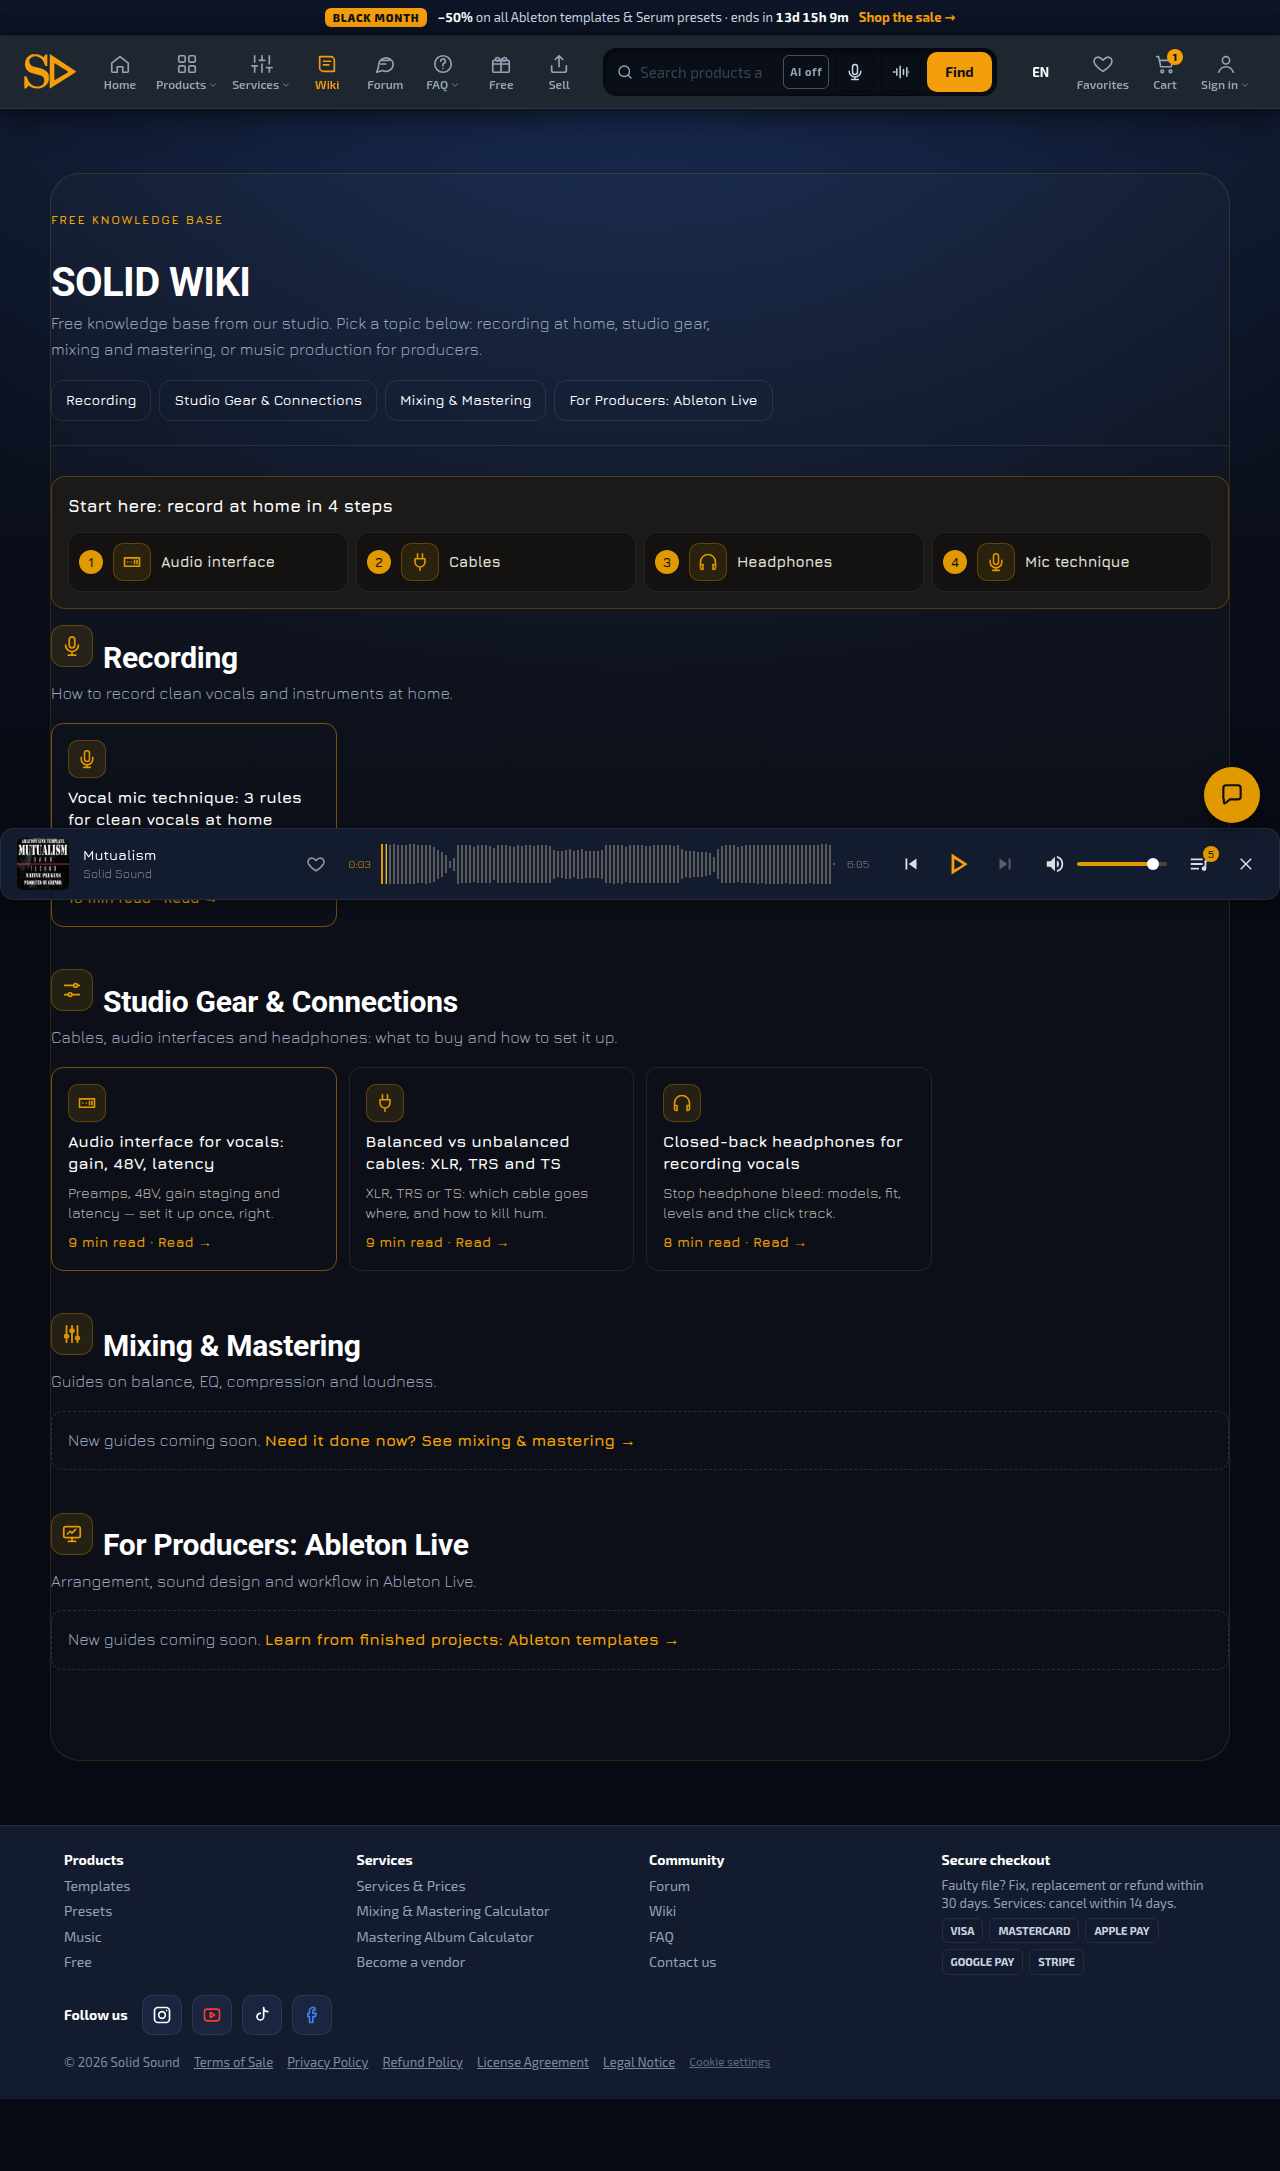 BLACK MONTH −50% on all Ableton templates & Serum presets · ends in 13d 15h 9m Shop the sale →
SD
Home Products Services Wiki Forum FAQ Free Sell Search products a AI off Find EN Favorites 1 Cart Sign in
FREE KNOWLEDGE BASE
SOLID WIKI
Free knowledge base from our studio. Pick a topic below: recording at home, studio gear,
mixing and mastering, or music production for producers.
Recording Studio Gear & Connections Mixing & Mastering For Producers: Ableton Live
Start here: record at home in 4 steps
1 Audio interface 2 Cables 3 Headphones 4 Mic technique
Recording
How to record clean vocals and instruments at home.
Vocal mic technique: 3 rules
for clean vocals at home
MUTUALISM
Mutualism
Solid Sound
0:03 6:05 5
Studio Gear & Connections
Cables, audio interfaces and headphones: what to buy and how to set it up.
Audio interface for vocals:
gain, 48V, latency
Preamps, 48V, gain staging and
latency — set it up once, right.
9 min read · Read →
Balanced vs unbalanced
cables: XLR, TRS and TS
XLR, TRS or TS: which cable goes
where, and how to kill hum.
9 min read · Read →
Closed-back headphones for
recording vocals
Stop headphone bleed: models, fit,
levels and the click track.
8 min read · Read →
Mixing & Mastering
Guides on balance, EQ, compression and loudness.
New guides coming soon. Need it done now? See mixing & mastering →
For Producers: Ableton Live
Arrangement, sound design and workflow in Ableton Live.
New guides coming soon. Learn from finished projects: Ableton templates →
Products
Templates
Presets
Music
Free
Services
Services & Prices
Mixing & Mastering Calculator
Mastering Album Calculator
Become a vendor
Community
Forum
Wiki
FAQ
Contact us
Secure checkout
Faulty file? Fix, replacement or refund within
30 days. Services: cancel within 14 days.
VISA MASTERCARD APPLE PAY
GOOGLE PAY STRIPE
Follow us
© 2026 Solid Sound Terms of Sale Privacy Policy Refund Policy License Agreement Legal Notice Cookie settings